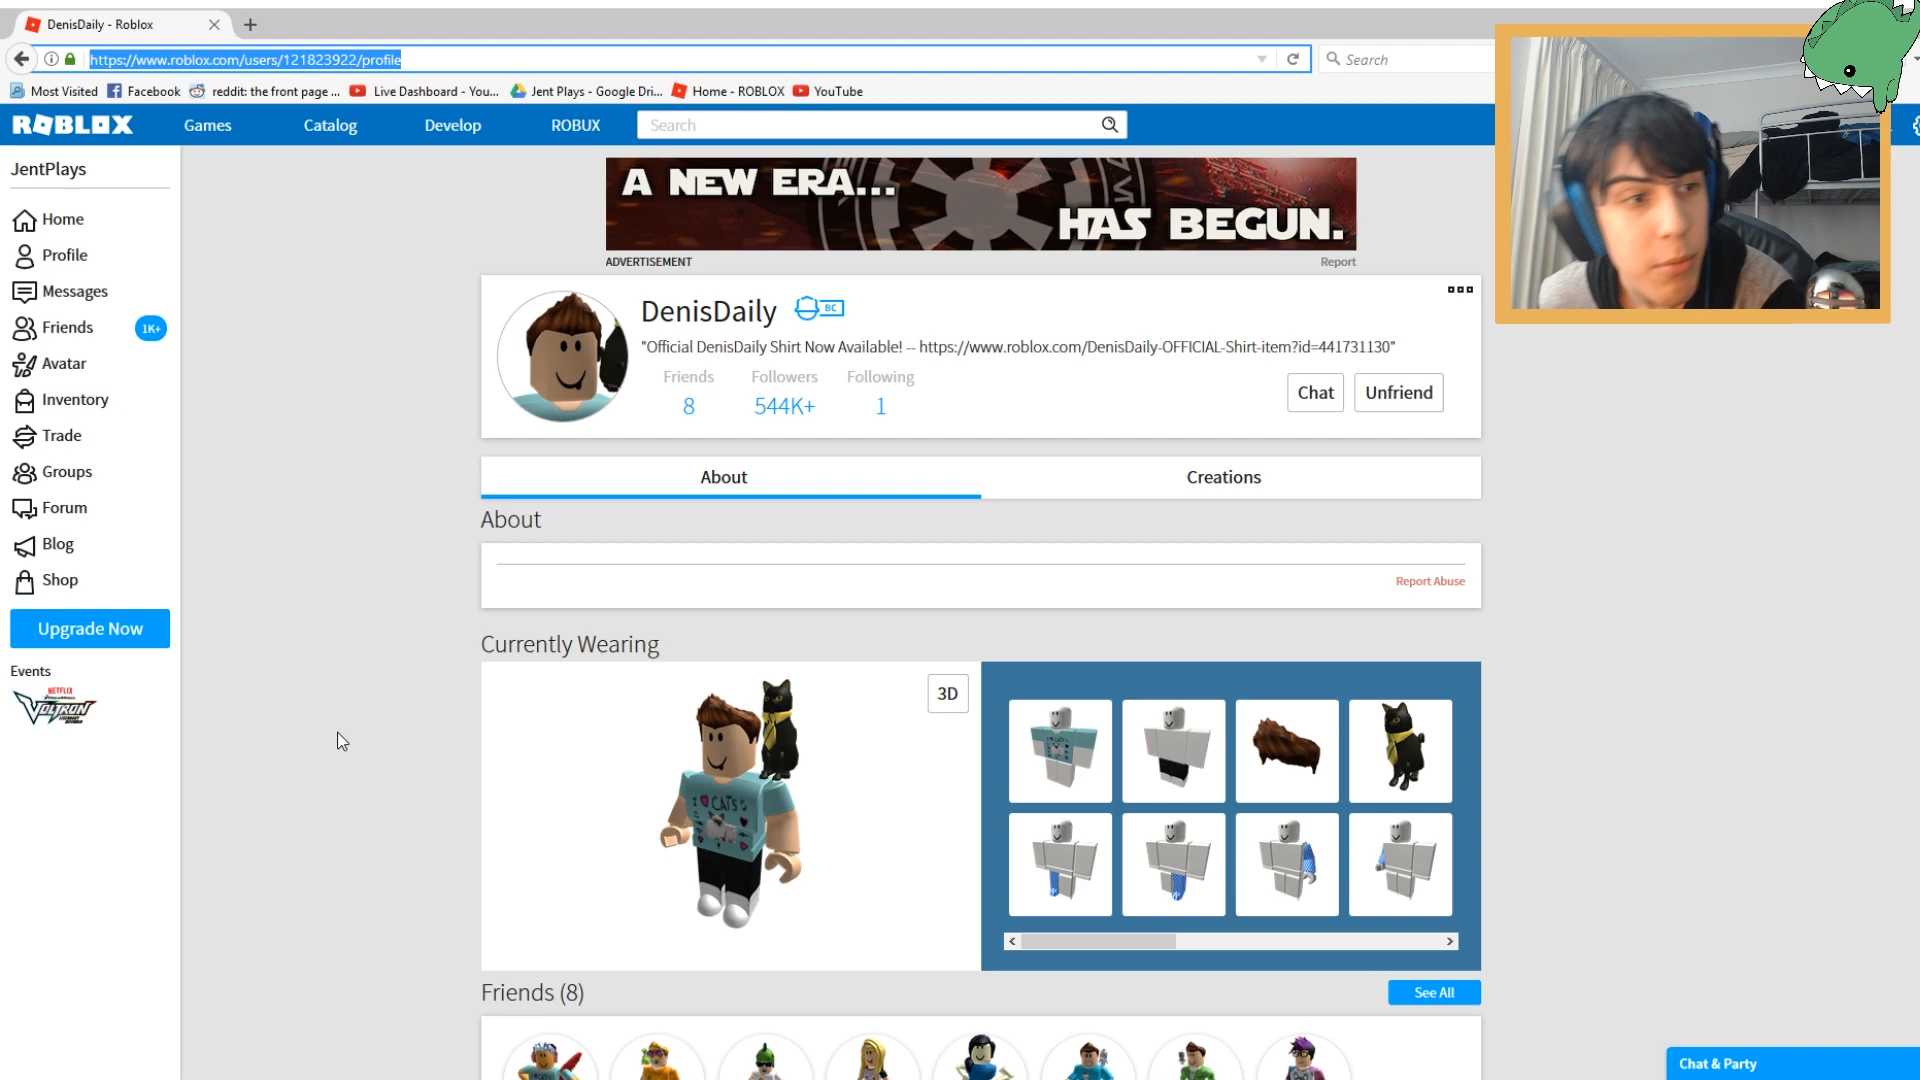 DenisDaily - Roblox
https://www.roblox.com/users/121823922/profile
Search
Most Visited
Facebook
reddit: the front page ...
Live Dashboard - You...
Jent Plays - Google Dri...
Home - ROBLOX
YouTube
ROBLOX
Games
Catalog
Develop
ROBUX
Search
JentPlays
Home
Profile
Messages
Friends
1K+
Avatar
Inventory
Trade
Groups
Forum
Blog
Shop
Upgrade Now
Events
NETFLIX
VOLTRON
A NEW ERA...
HAS BEGUN.
ADVERTISEMENT
Report
DenisDaily
BC
"Official DenisDaily Shirt Now Available! -- https://www.roblox.com/DenisDaily-OFFICIAL-Shirt-item?id=441731130"
Friends
Followers
Following
8
544K+
1
Chat
Unfriend
About
Creations
About
Report Abuse
Currently Wearing
3D
I CATS
Friends (8)
See All
Chat & Party